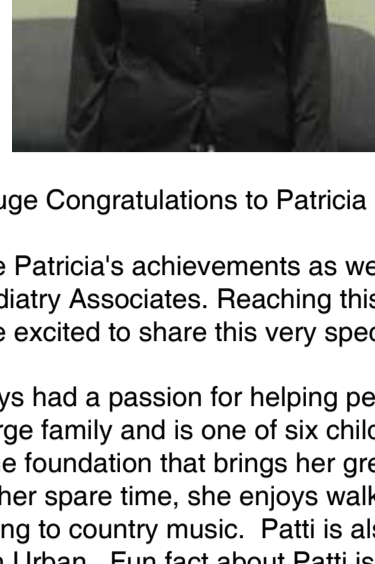 uge Congratulations to Patricia
e Patricia's achievements as we
diatry Associates. Reaching this
e excited to share this very spec
ys had a passion for helping pe
rge family and is one of six chilc
e foundation that brings her gre
her spare time, she enjoys walk
ng to country music.  Patti is als
n Urban.  Fun fact about Patti is